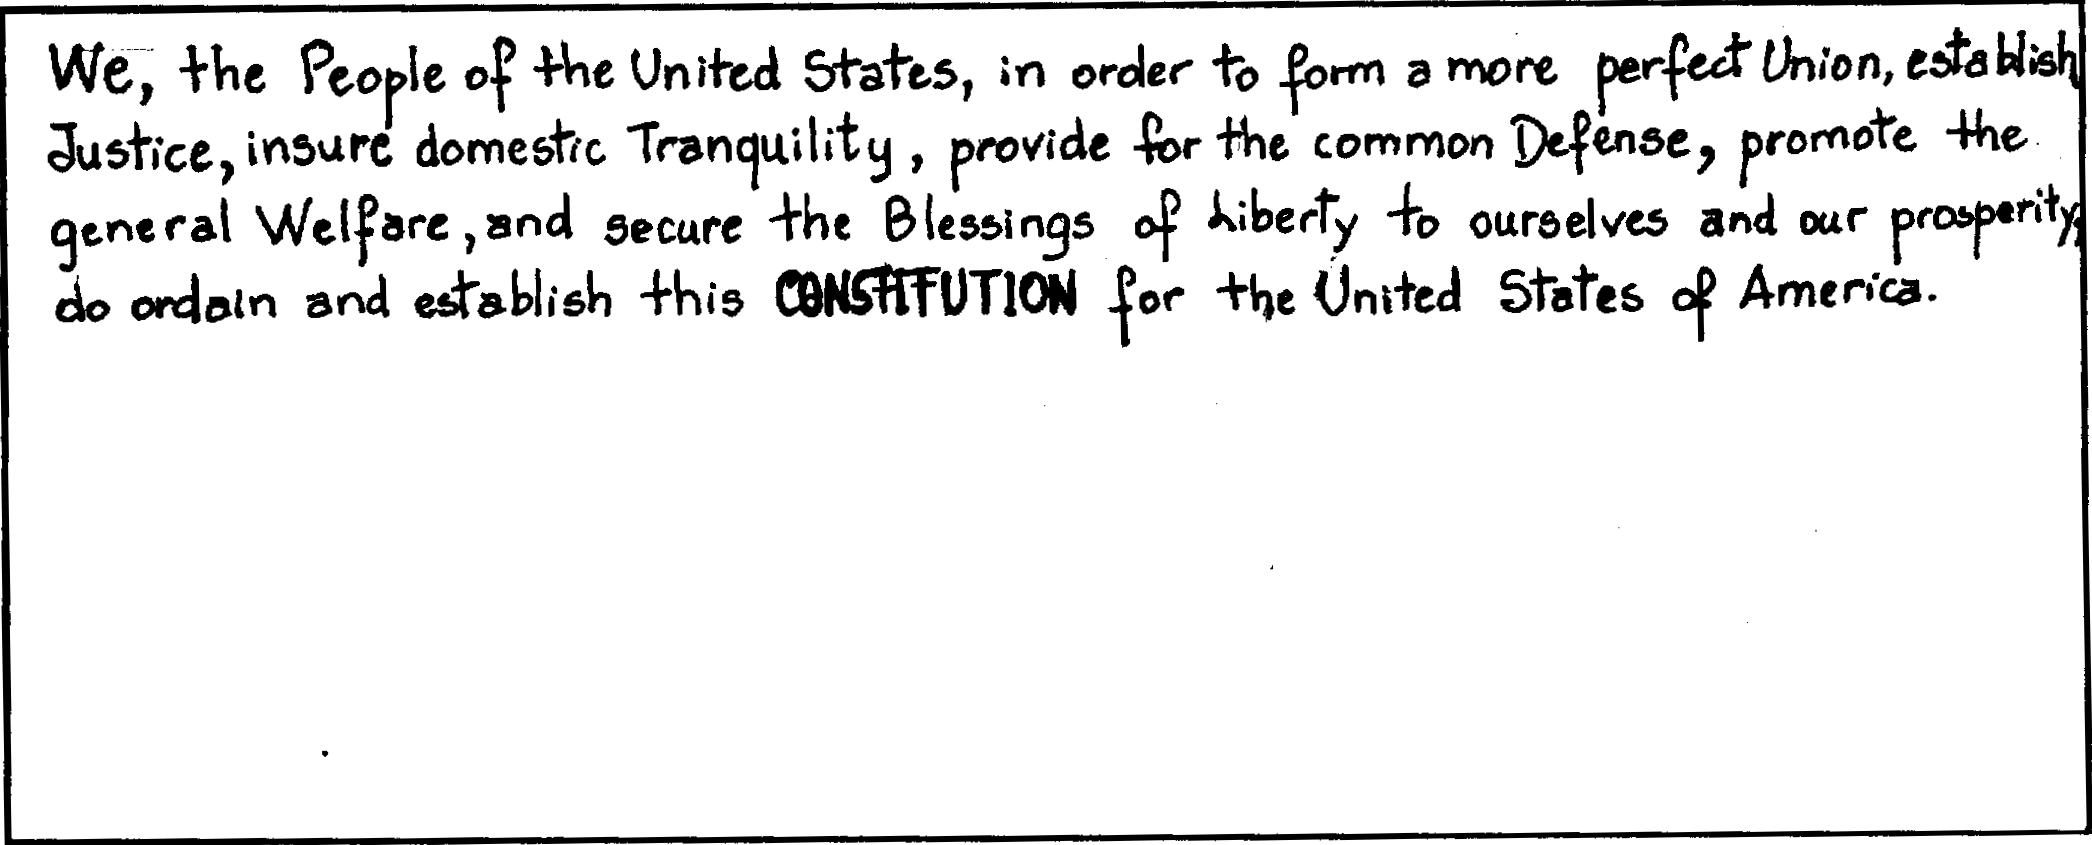 We, the People of the United States, in order to form a more perfect Union, establish
Justice, insure domestic Tranquility, provide for the common Defense, promote the
general Welfare, and secure the Blessings of Liberty to ourselves and our prosperity,
do ordain and establish this CONSTITUTION for the United States of America.